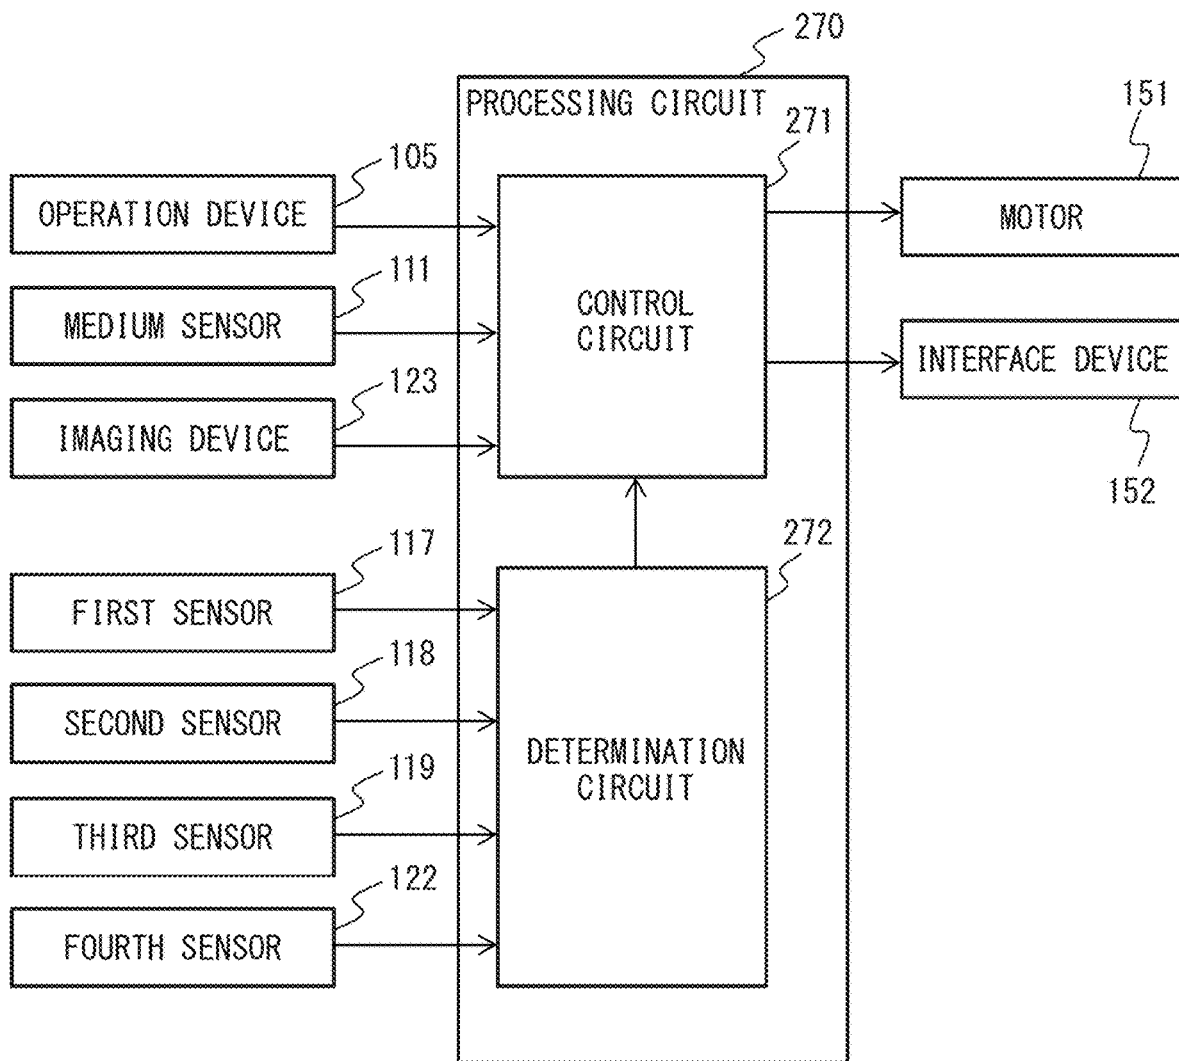 270
PROCESSING CIRCUIT
151
271
105
OPERATION DEVICE
MOTOR
111
MEDIUM SENSOR
CONTROL
CIRCUIT
INTERFACE DEVICE
123
IMAGING DEVICE
152
117
272
FIRST SENSOR
118
SECOND SENSOR
DETERMINATION
CIRCUIT
119
THIRD SENSOR
122
FOURTH SENSOR